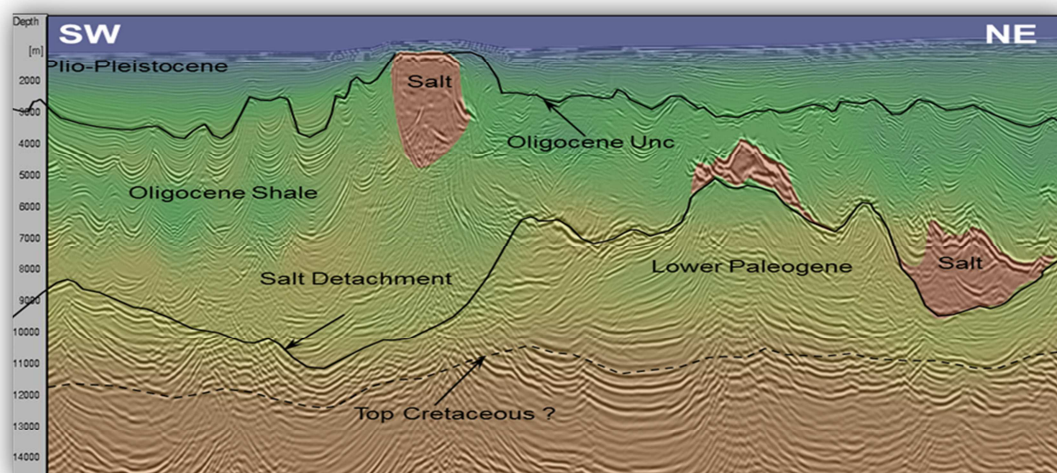 Depth
SW
NE
[m]
Plio-Pleistocene
2000
Salt
3000
4000
Oligocene Unc
5000
Oligocene Shale
6000
7000
Lower Paleogene
Salt
8000
Salt Detachment
9000
10000
11000
12000
Top Cretaceous ?
13000
14000